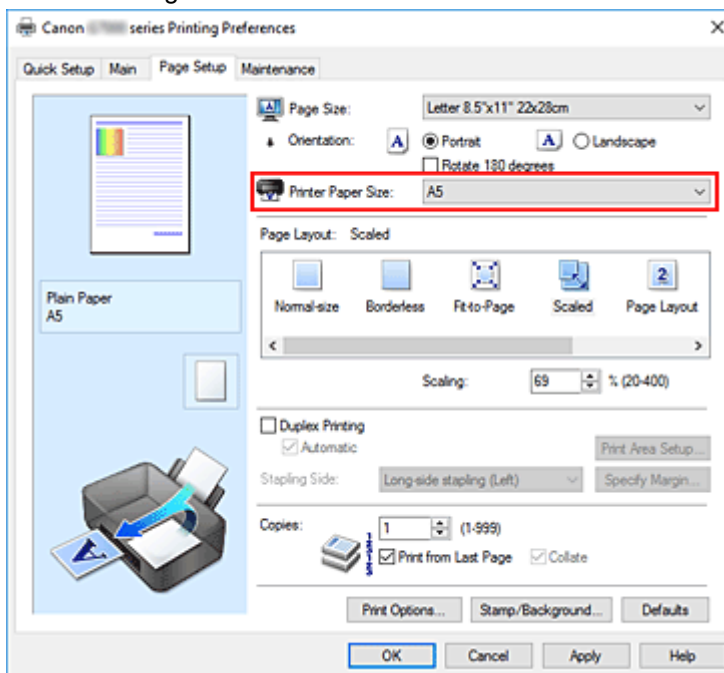 Canon series Printing Preferences
Quick Setup Main Page Setup Maintenance
Page Size: Letter 8.5"x11" 22x28cm
Orientation: A Portrait A Landscape
Rotate 180 degrees
Printer Paper Size: A5
Page Layout: Scaled
Normal-size Borderless Fit-to-Page Scaled Page Layout
2
Plain Paper
A5
Scaling: 69 % (20-400)
Duplex Printing
Automatic
Print Area Setup...
Stapling Side: Long-side stapling (Left) Specify Margin...
Copies: 1 (1-999)
Print from Last Page Collate
A
Print Options... Stamp/Background... Defaults
OK Cancel Apply Help